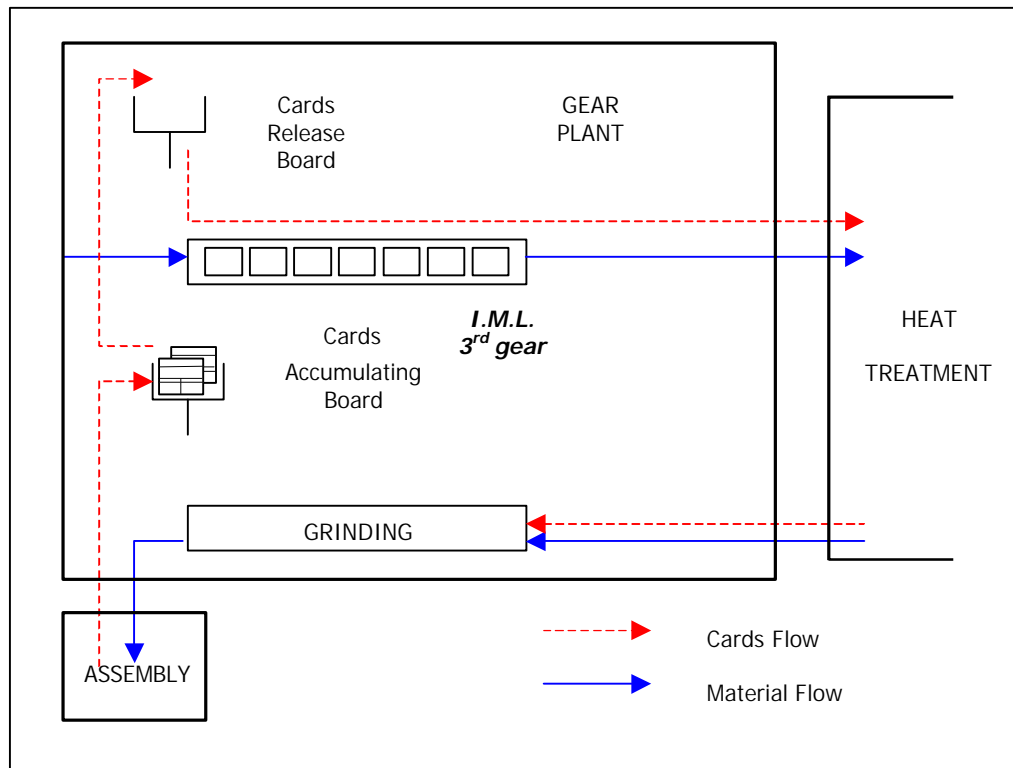 Cards
Release
Board
GEAR
PLANT
I.M.L.
3rd gear
Cards
Accumulating
Board
HEAT
TREATMENT
GRINDING
ASSEMBLY
Cards Flow
Material Flow